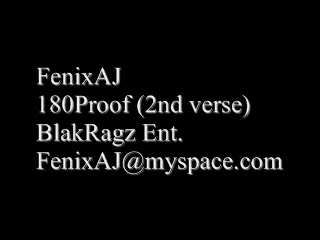 FenixAJ
180Proof (2nd verse)
BlakRagz Ent.
FenixAJ@myspace.com